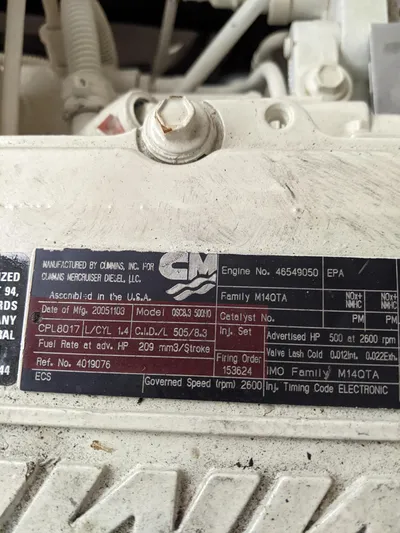 IZED
T 94,
RDS
ANY
RAL
44
MANUFACTURED BY CUMMINS, INC. FOR
CUMMINS MERCRUISER DIESEL, LLC.
Assembled in the U.S.A.
CM
Engine No. 46549050 EPA
Family M14QTA NOx+ NMHC NOx+ NMHC
Catalyst No. PM PM
Date of Mfg. 20051103 Model QSC8.3 500HO
CPL8017 L/CYL 1.4 C.I.D./L 505/8.3
Fuel Rate at adv. HP 209 mm3/Stroke
Ref. No. 4019076
Inj. Set
Firing Order
153624
Advertised HP 500 at 2600 rpm
Valve Lash Cold 0.012Int. 0.022Exh.
IMO Family M14QTA
ECS Governed Speed (rpm) 2600 Inj. Timing Code ELECTRONIC